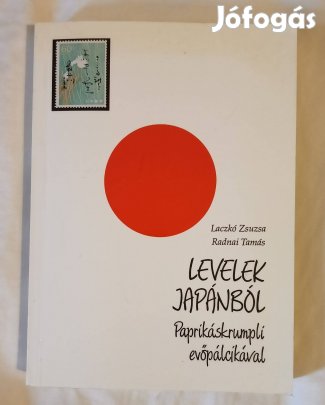 Jófogás
Laczkó Zsuzsa
Radnai Tamás
LEVELEK
JAPÁNBÓL
Paprikáskrumpli
evőpálcikával